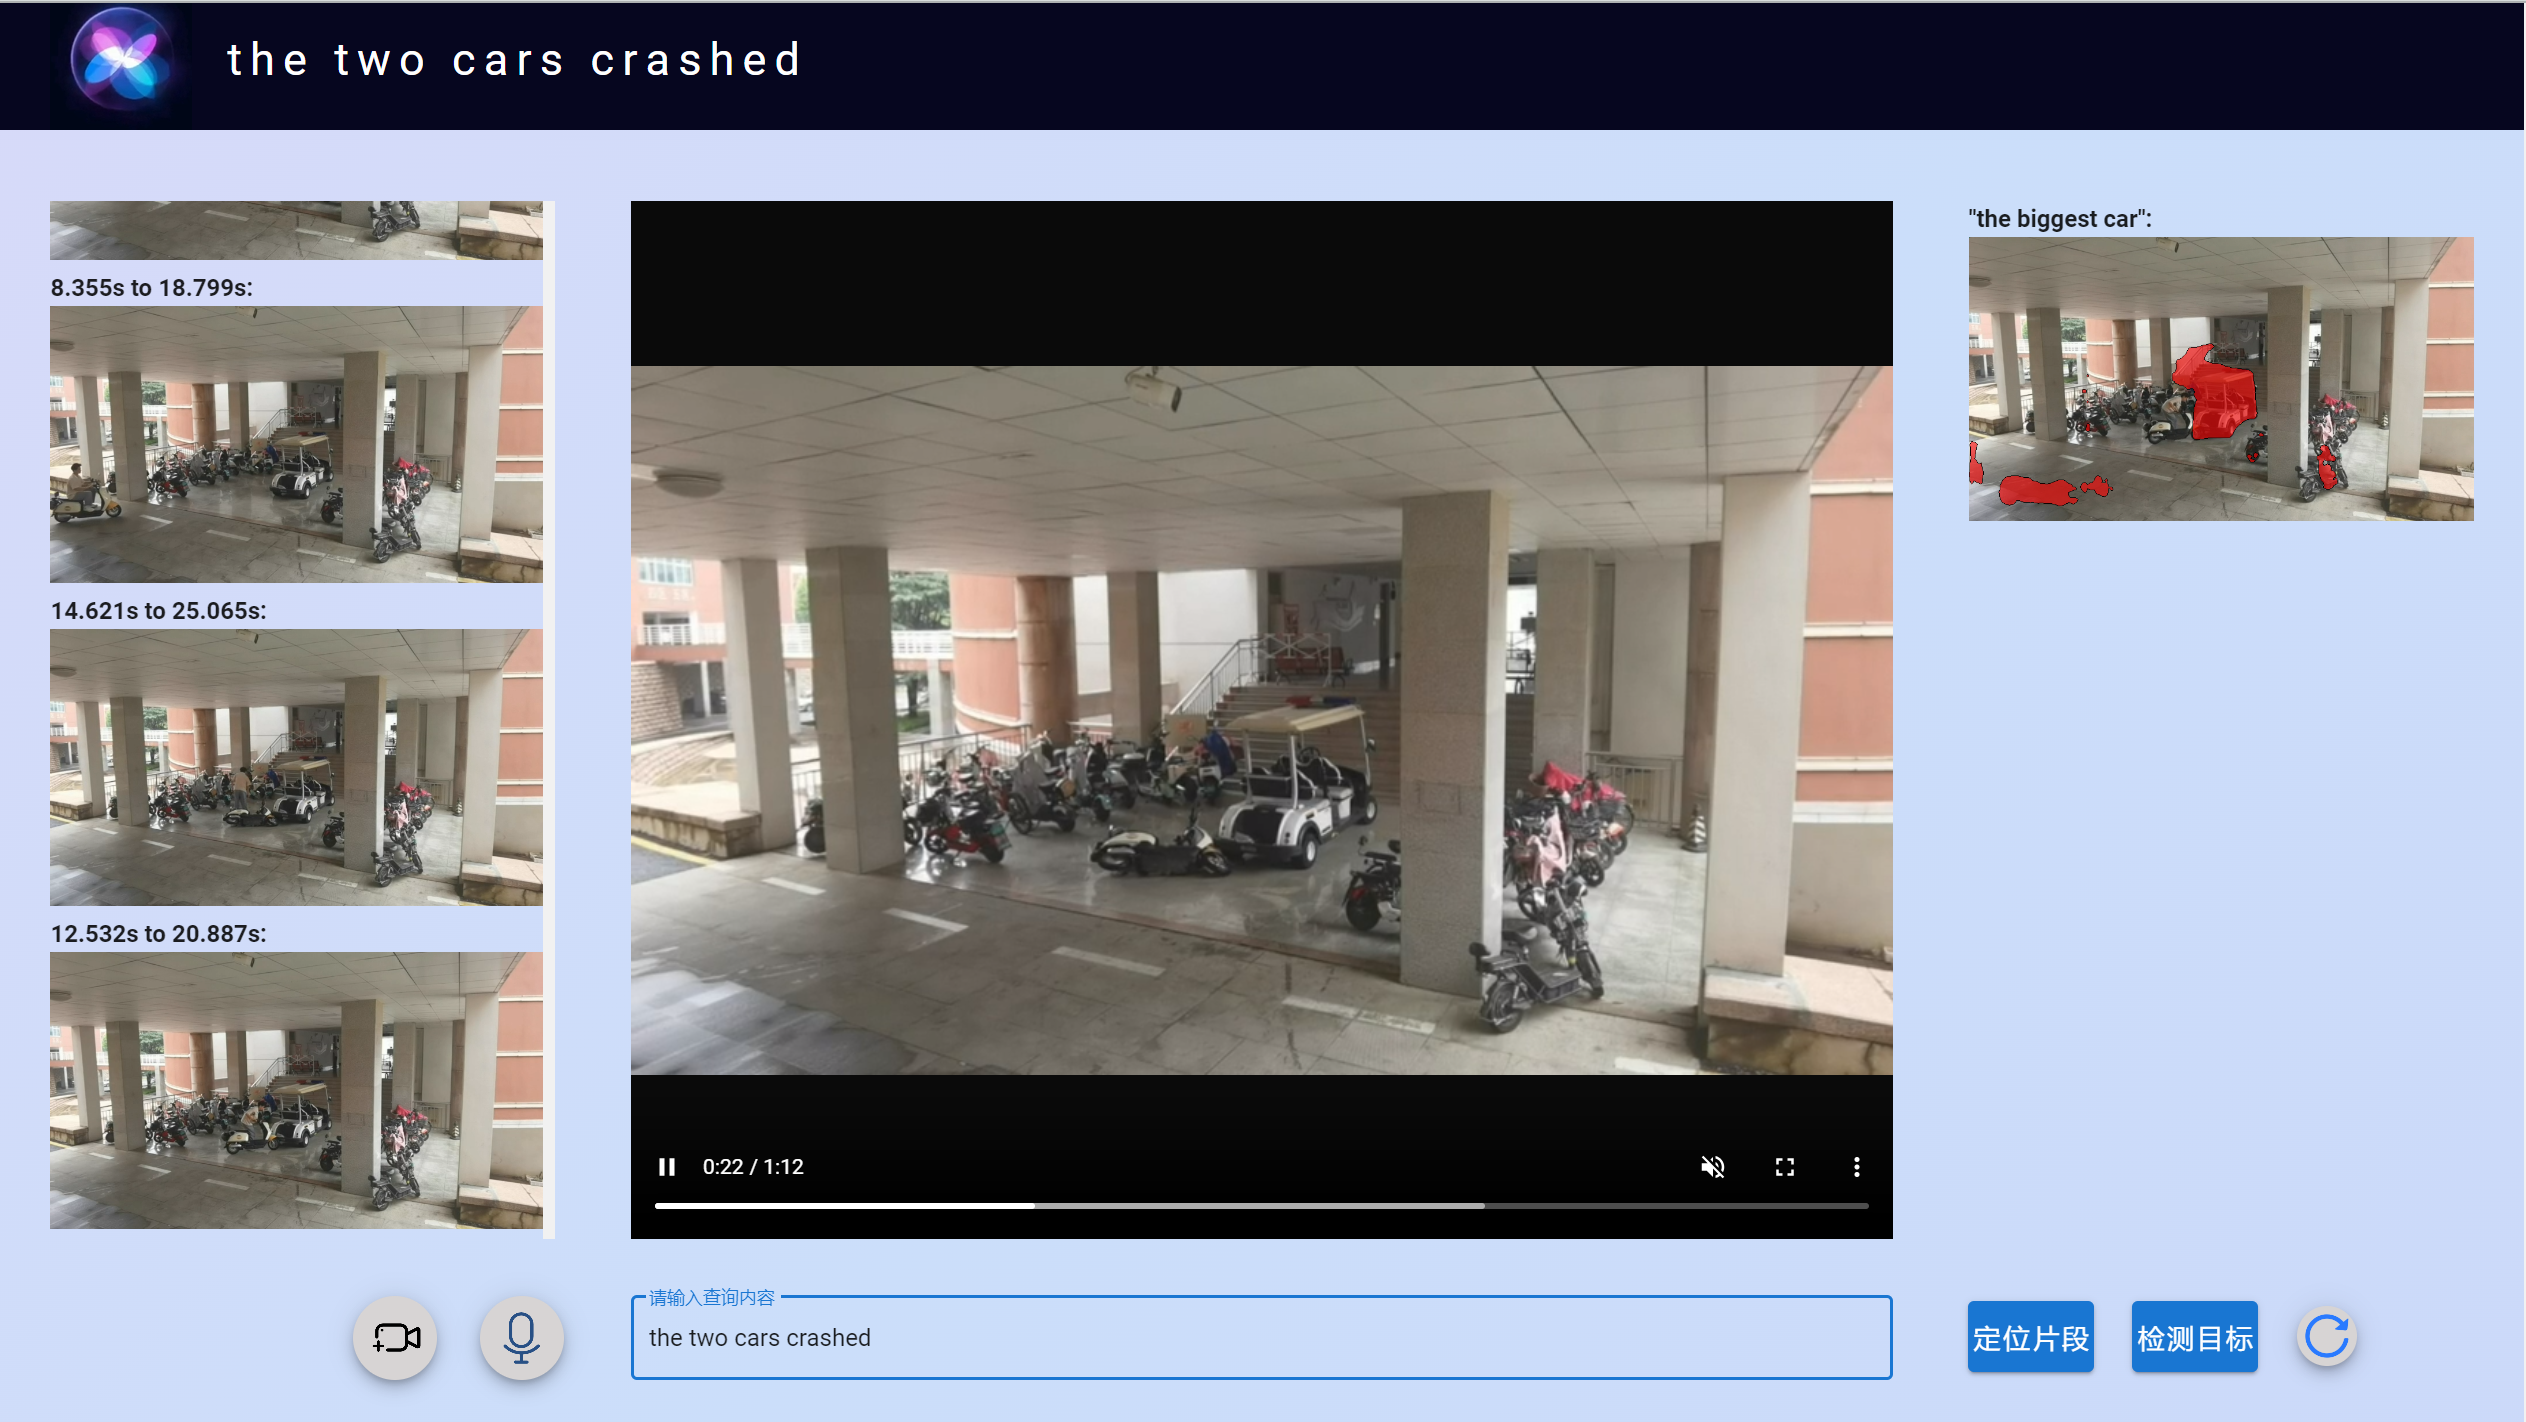 the two cars crashed
8.355s to 18.799s:
14.621s to 25.065s:
12.532s to 20.887s:
"the biggest car":
0:22 / 1:12
请输入查询内容
the two cars crashed
定位片段
检测目标